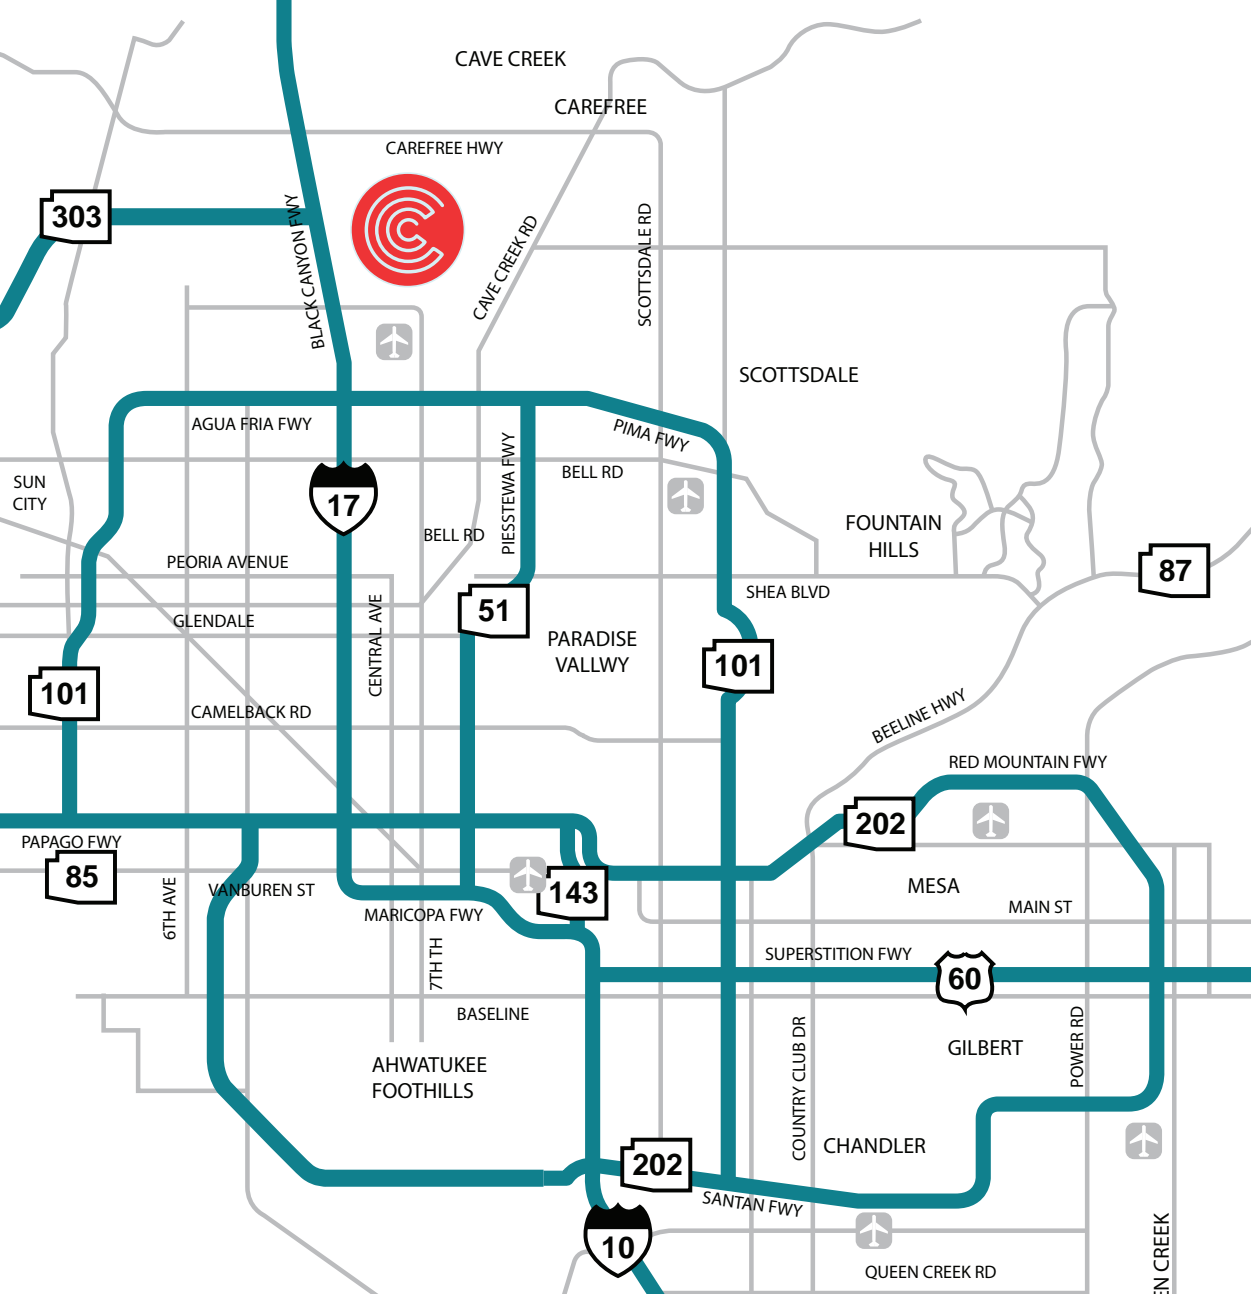 CAVE CREEK
CAREFREE
CAREFREE HWY
303
BLACK CANYON FWY
CAVE CREEK RD
SCOTTSDALE RD
SCOTTSDALE
AGUA FRIA FWY
PIMA FWY
SUN
CITY
17
PIESSTEWA FWY
BELL RD
BELL RD
FOUNTAIN
HILLS
87
PEORIA AVENUE
SHEA BLVD
GLENDALE
CENTRAL AVE
51
PARADISE
VALLWY
101
101
CAMELBACK RD
BEELINE HWY
RED MOUNTAIN FWY
202
PAPAGO FWY
85
VANBUREN ST
6TH AVE
MARICOPA FWY
143
MESA
MAIN ST
7TH TH
SUPERSTITION FWY
60
BASELINE
AHWATUKEE
FOOTHILLS
COUNTRY CLUB DR
GILBERT
POWER RD
CHANDLER
202
SANTAN FWY
10
QUEEN CREEK RD
EN CREEK